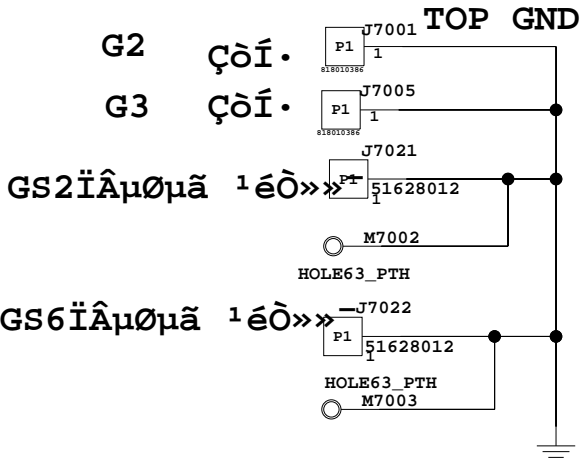 TOP GND
J7001
G2 ÇòÍ· P1 1
818010386
J7005
G3 ÇòÍ· P1 1
818010386
J7021
GS2ÏÂµØµã ¹éÒ»» P1 51628012
1
M7002
HOLE63_PTH
J7022
GS6ÏÂµØµã ¹éÒ»»
P1 51628012
1
HOLE63_PTH
M7003